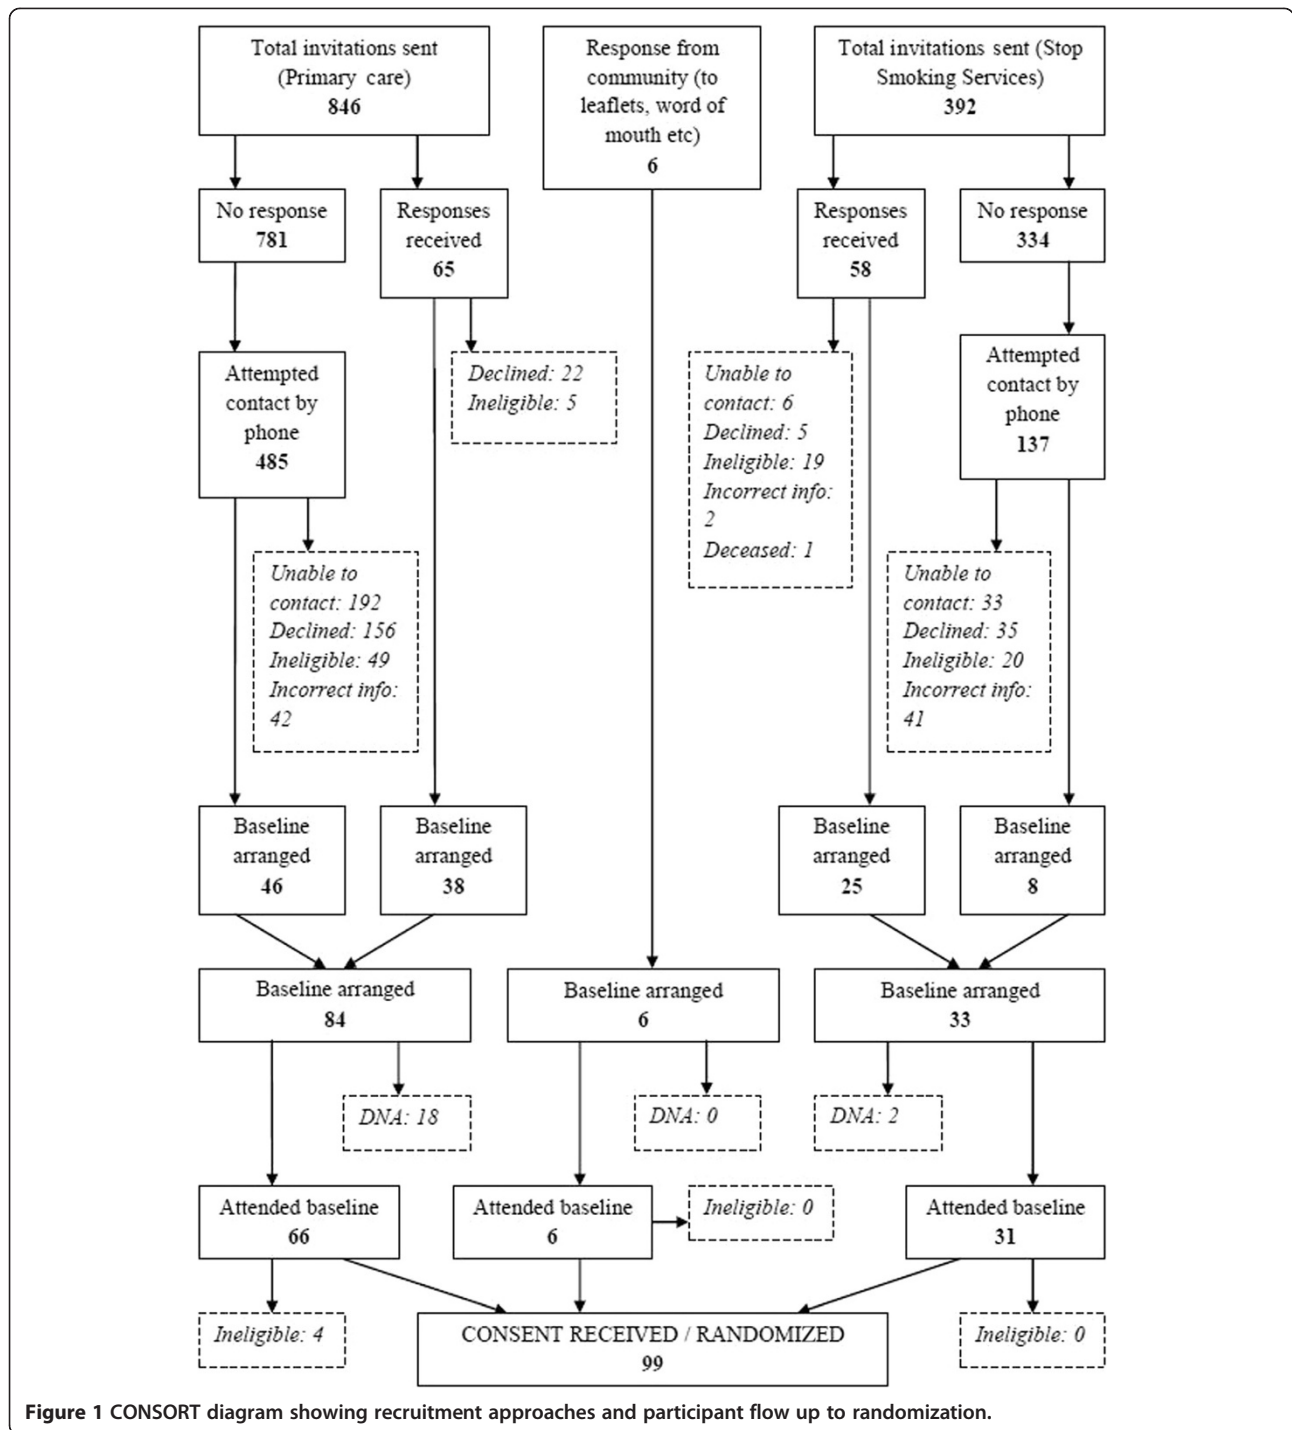 Total invitations sent
(Primary care)
846
Response from
community (to
leaflets, word of
mouth etc)
6
Total invitations sent (Stop
Smoking Services)
392
No response
781
Responses
received
65
Responses
received
58
No response
334
Attempted
contact by
phone
485
Declined: 22
Ineligible: 5
Unable to
contact: 6
Declined: 5
Ineligible: 19
Incorrect info:
2
Deceased: 1
Attempted
contact by
phone
137
Unable to
contact: 192
Declined: 156
Ineligible: 49
Incorrect info:
42
Unable to
contact: 33
Declined: 35
Ineligible: 20
Incorrect info:
41
Baseline
arranged
46
Baseline
arranged
38
Baseline
arranged
25
Baseline
arranged
8
Baseline arranged
84
Baseline arranged
6
Baseline arranged
33
DNA: 18
DNA: 0
DNA: 2
Attended baseline
66
Attended baseline
6
Ineligible: 0
Attended baseline
31
Ineligible: 4
CONSENT RECEIVED / RANDOMIZED
99
Ineligible: 0
Figure 1 CONSORT diagram showing recruitment approaches and participant flow up to randomization.